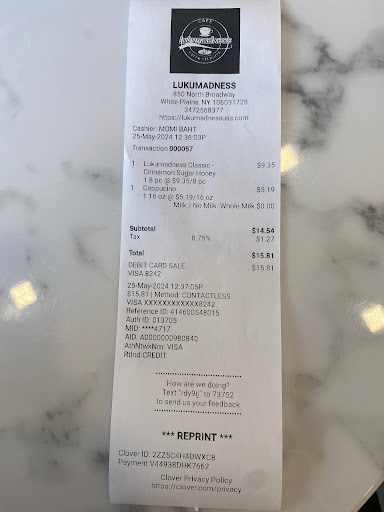 CAFE
LUKUMADNESS
850 North Broadway
White Plains, NY 106031728
3472568377
https://lukumadnessusa.com
Cashier: MOMI BAHT
25-May-2024 12:36:03P
Transaction 000057
1 Lukumadness Classic - $9.35
Cinnamon Sugar Honey
1 8 pc @ $9.35/8 pc
1 Cappucino $5.19
1 16 oz @ $5.19/16 oz
Milk / No Milk: Whole Milk $0.00
Subtotal $14.54
Tax 8.75% $1.27
Total $15.81
DEBIT CARD SALE $15.81
VISA 8242
25-May-2024 12:37:05P
$15.81 | Method: CONTACTLESS
VISA XXXXXXXXXXXX8242
Reference ID: 414600548015
Auth ID: 013705
MID: ****4717
AID: A0000000980840
AthNtwkNm: VISA
RtInd:CREDIT
How are we doing?
Text "rdy9ij" to 73752
to send us your feedback
*** REPRINT ***
Clover ID: 2ZZ5C4H4DWXC8
Payment V44938DHK7662
Clover Privacy Policy
https://clover.com/privacy